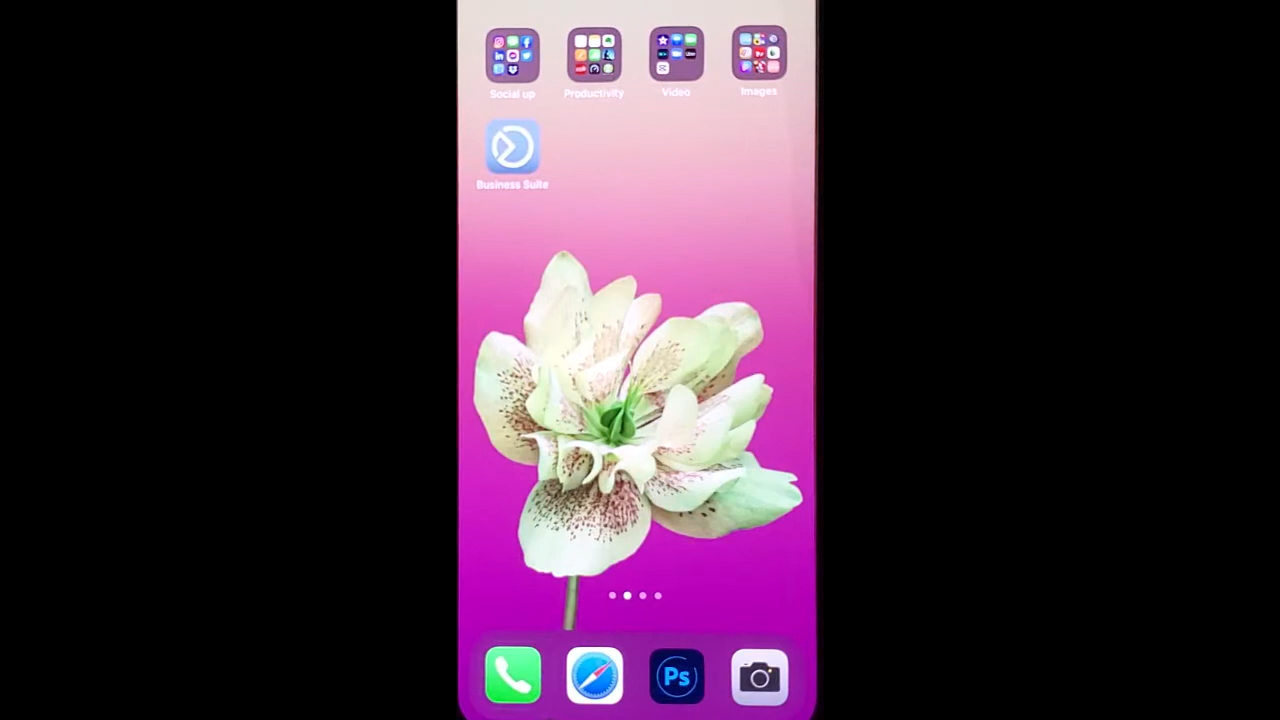 Social up
Productivity
Video
Images
Business Suite
Ps